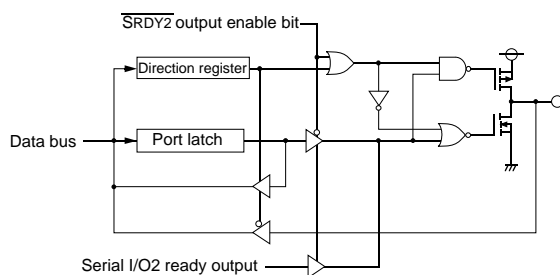 SRDY2 output enable bit
Direction register
Data bus
Port latch
Serial I/O2 ready output